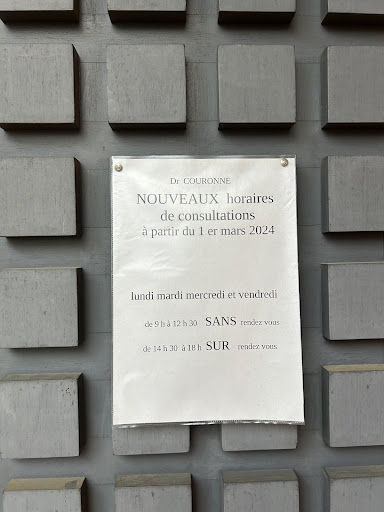 Dr COURONNE
NOUVEAUX horaires
de consultations
à partir du 1 er mars 2024
lundi mardi mercredi et vendredi
de 9 h à 12 h 30 SANS rendez vous
de 14 h 30 à 18 h SUR rendez vous